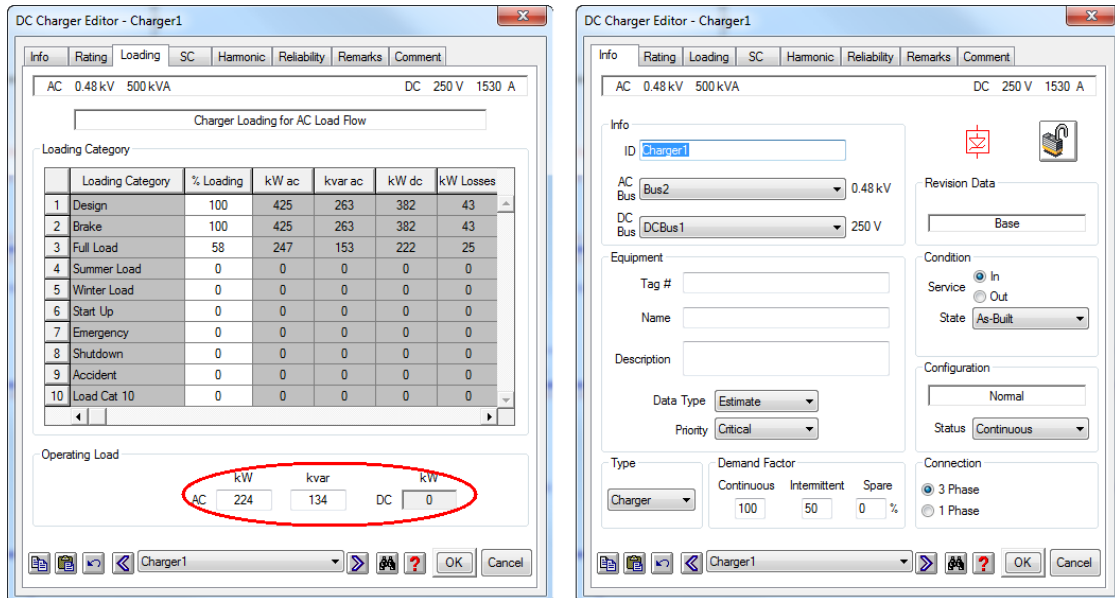 DC Charger Editor - Charger1
Info Rating Loading SC Harmonic Reliability Remarks Comment
AC 0.48 kV 500 kVA DC 250 V 1530 A
Charger Loading for AC Load Flow
Loading Category
Loading Category % Loading kW ac kvar ac kW dc kW Losses
1 Design 100 425 263 382 43
2 Brake 100 425 263 382 43
3 Full Load 58 247 153 222 25
4 Summer Load 0 0 0 0 0
5 Winter Load 0 0 0 0 0
6 Start Up 0 0 0 0 0
7 Emergency 0 0 0 0 0
8 Shutdown 0 0 0 0 0
9 Accident 0 0 0 0 0
10 Load Cat 10 0 0 0 0 0
Operating Load
kW kvar kW
AC 224 134 DC 0
Charger1 ? OK Cancel
DC Charger Editor - Charger1
Info Rating Loading SC Harmonic Reliability Remarks Comment
AC 0.48 kV 500 kVA DC 250 V 1530 A
Info
ID Charger1
AC Bus Bus2 0.48 kV
DC Bus DCBus1 250 V
Revision Data
Base
Equipment
Tag #
Name
Description
Data Type Estimate
Priority Critical
Condition
Service In
Out
State As-Built
Configuration
Normal
Status Continuous
Type
Charger
Demand Factor
Continuous Intermittent Spare
100 50 0 %
Connection
3 Phase
1 Phase
Charger1 ? OK Cancel